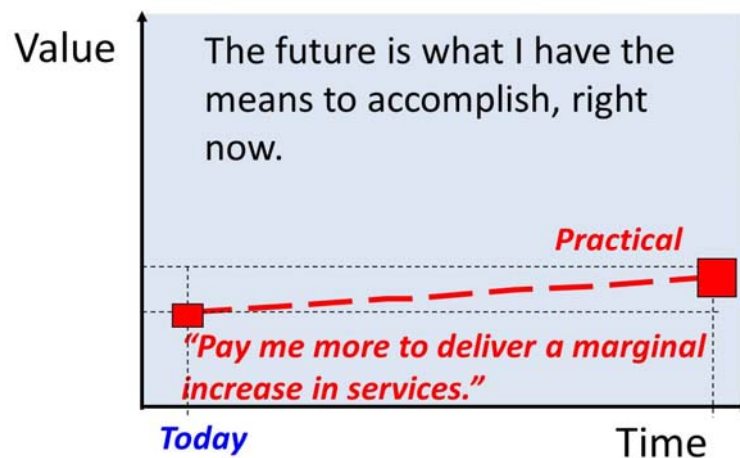 Value
The future is what I have the
means to accomplish, right
now.
Practical
“Pay me more to deliver a marginal
increase in services.”
Today
Time